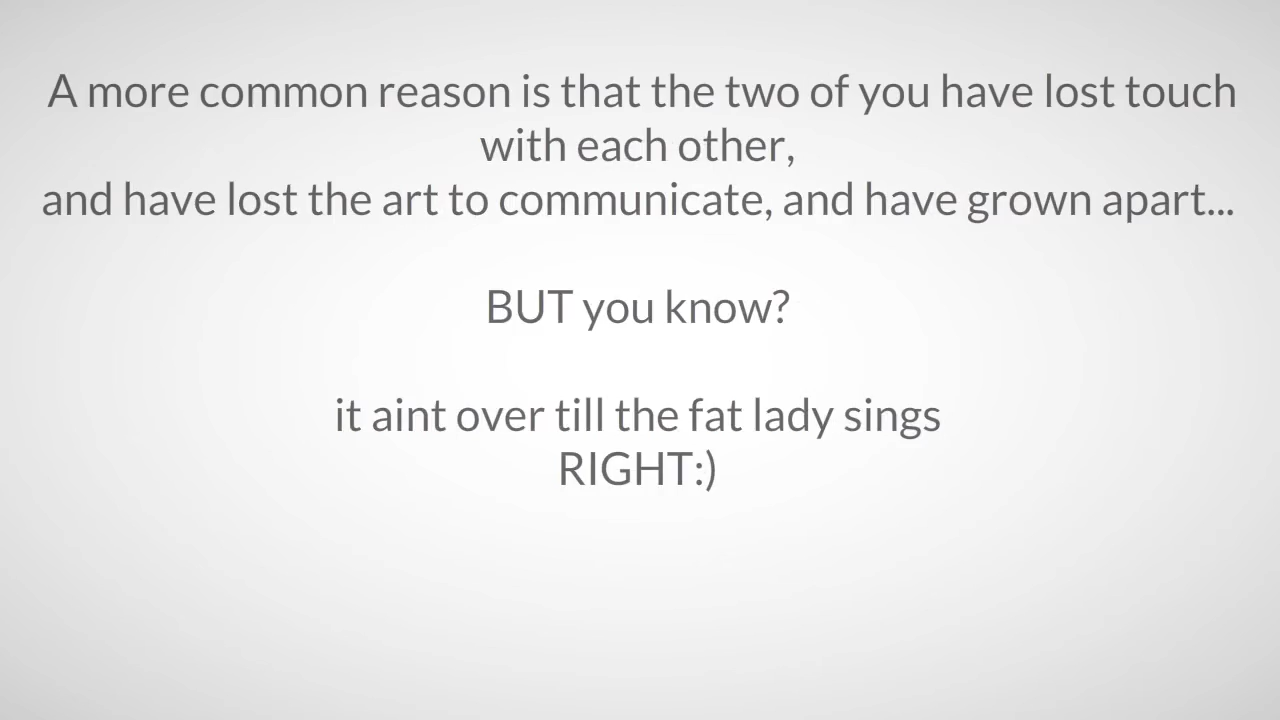 A more common reason is that the two of you have lost touch
with each other,
and have lost the art to communicate, and have grown apart...
BUT you know?
it aint over till the fat lady sings
RIGHT:)